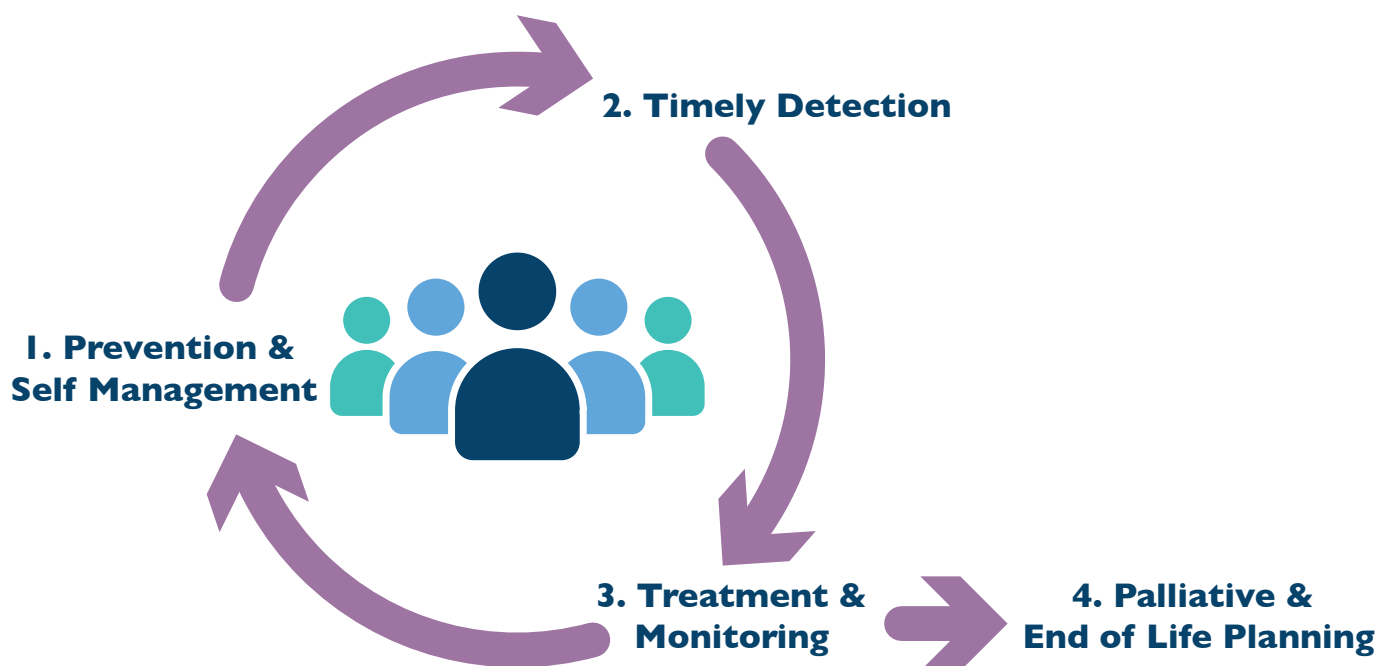 1. Prevention &
Self Management
2. Timely Detection
3. Treatment &
Monitoring
4. Palliative &
End of Life Planning